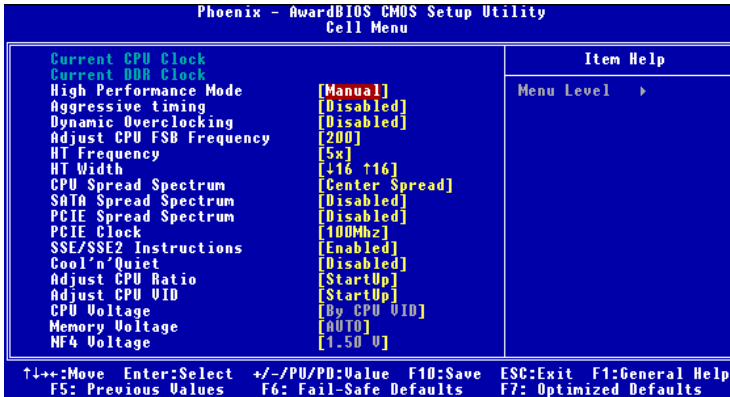 Phoenix - AwardBIOS CMOS Setup Utility
Cell Menu
Current CPU Clock
Current DDR Clock
High Performance Mode [Manual]
Aggressive timing [Disabled]
Dynamic Overclocking [Disabled]
Adjust CPU FSB Frequency [200]
HT Frequency [5x]
HT Width [↓16 ↑16]
CPU Spread Spectrum [Center Spread]
SATA Spread Spectrum [Disabled]
PCIE Spread Spectrum [Disabled]
PCIE Clock [100Mhz]
SSE/SSE2 Instructions [Enabled]
Cool'n'Quiet [Disabled]
Adjust CPU Ratio [StartUp]
Adjust CPU VID [StartUp]
CPU Voltage [By CPU VID]
Memory Voltage [AUTO]
NF4 Voltage [1.50 V]
Item Help
Menu Level ▸
↑↓→←:Move Enter:Select +/-/PU/PD:Value F10:Save ESC:Exit F1:General Help
F5: Previous Values F6: Fail-Safe Defaults F7: Optimized Defaults